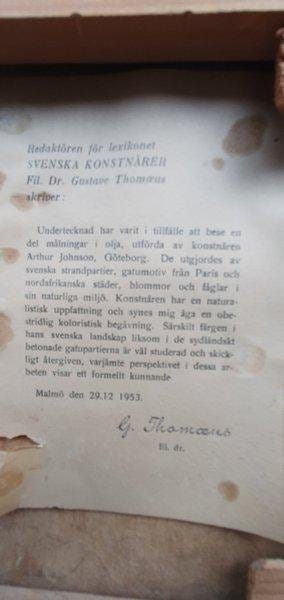 Redaktören för lexikonet
SVENSKA KONSTNÄRER
Fil. Dr. Gustave Thomœus
skriver:
Undertecknad har varit i tillfälle att bese en
del målningar i olja, utförda av konstnären
Arthur Johnson, Göteborg. De utgjordes av
svenska strandpartier, gatumotiv från Paris och
nordafrikanska städer, blommor och fåglar i
sin naturliga miljö. Konstnären har en natura-
listisk uppfattning och synes mig äga en obe-
stridlig koloristisk begåvning. Särskilt färgen i
hans svenska landskap liksom i de sydländskt
betonade gatupartierna är väl studerad och skick-
ligt återgiven, varjämte perspektivet i dessa ar-
beten visar ett formellt kunnande
Malmö den 29.12 1953.
G. Thomœus
fil. dr.